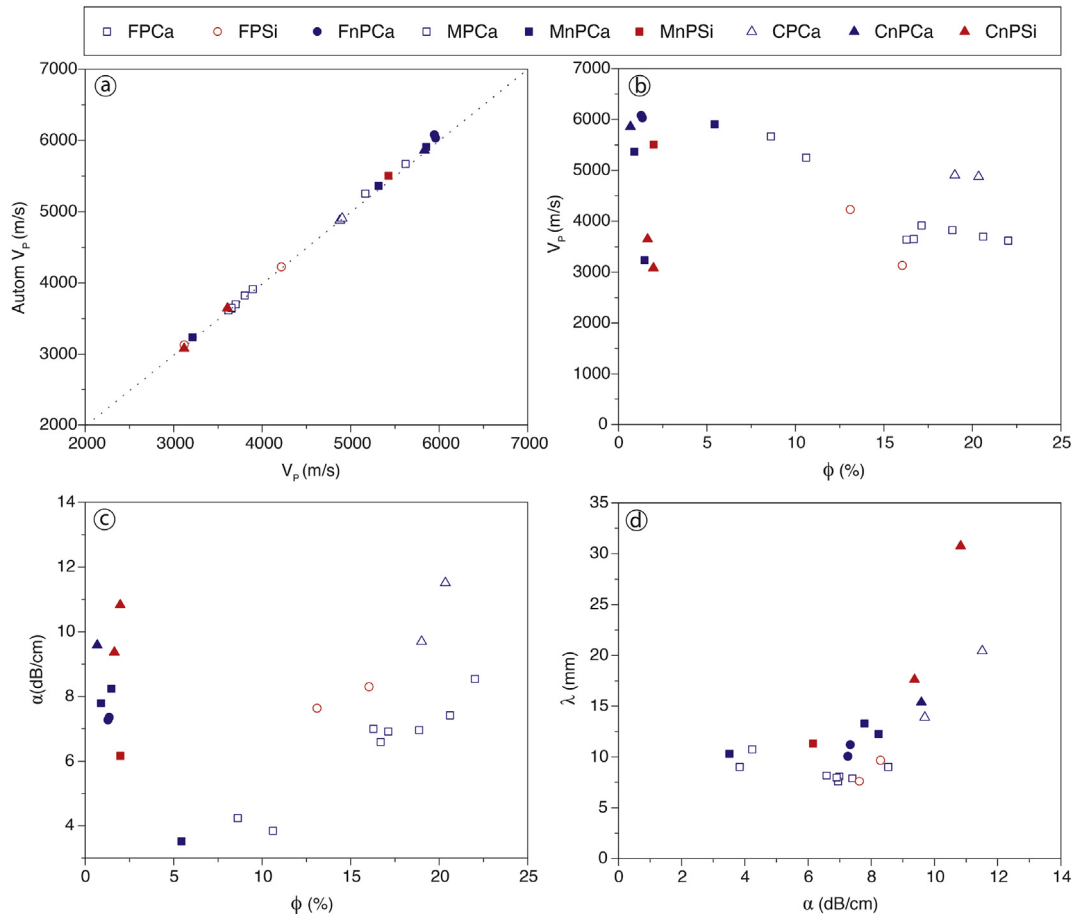 FPCa FPSi FnPCa MPCa MnPCa MnPSi CPCa CnPCa CnPSi
a
7000
6000
5000
4000
3000
2000
Autom VP (m/s)
2000 3000 4000 5000 6000 7000
VP (m/s)
b
7000
6000
5000
4000
3000
2000
1000
0
VP (m/s)
0 5 10 15 20 25
ϕ (%)
c
14
12
10
8
6
4
α(dB/cm)
0 5 10 15 20 25
ϕ (%)
d
35
30
25
20
15
10
5
0
λ (mm)
0 2 4 6 8 10 12 14
α (dB/cm)